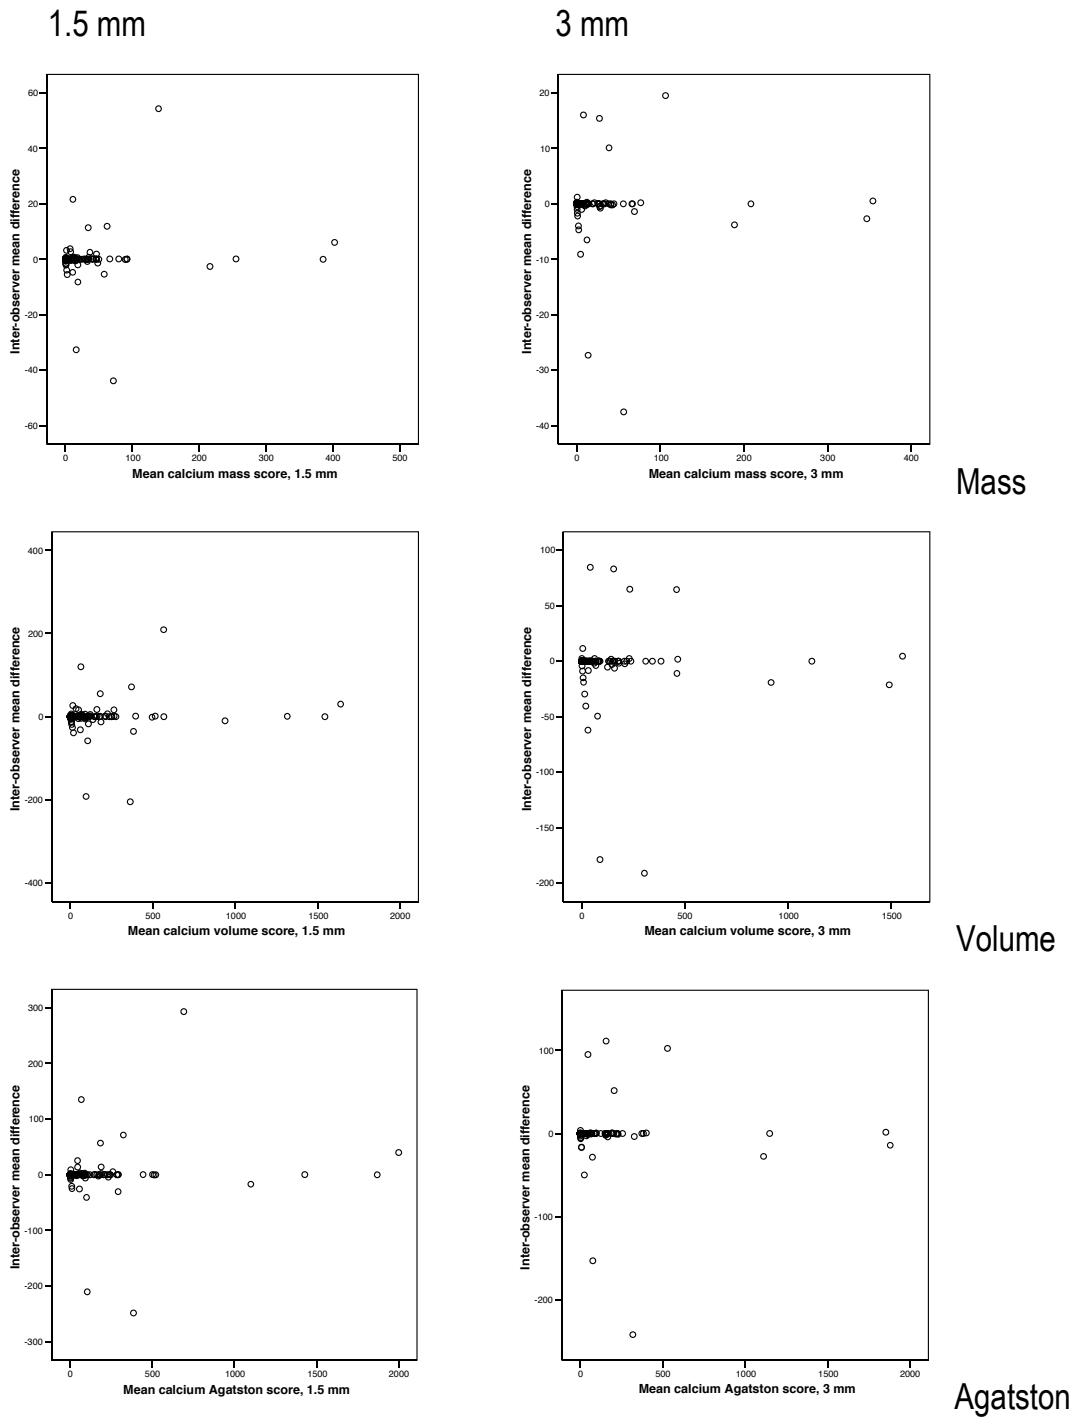 1.5 mm
3 mm
60
40
20
0
-20
-40
-60
Inter-observer mean difference
0 100 200 300 400 500
Mean calcium mass score, 1.5 mm
20
10
0
-10
-20
-30
-40
Inter-observer mean difference
0 100 200 300 400
Mean calcium mass score, 3 mm
Mass
400
200
0
-200
-400
Inter-observer mean difference
0 500 1000 1500 2000
Mean calcium volume score, 1.5 mm
100
50
0
-50
-100
-150
-200
Inter-observer mean difference
0 500 1000 1500
Mean calcium volume score, 3 mm
Volume
300
200
100
0
-100
-200
-300
Inter-observer mean difference
0 500 1000 1500 2000
Mean calcium Agatston score, 1.5 mm
100
0
-100
-200
Inter-observer mean difference
0 500 1000 1500 2000
Mean calcium Agatston score, 3 mm
Agatston